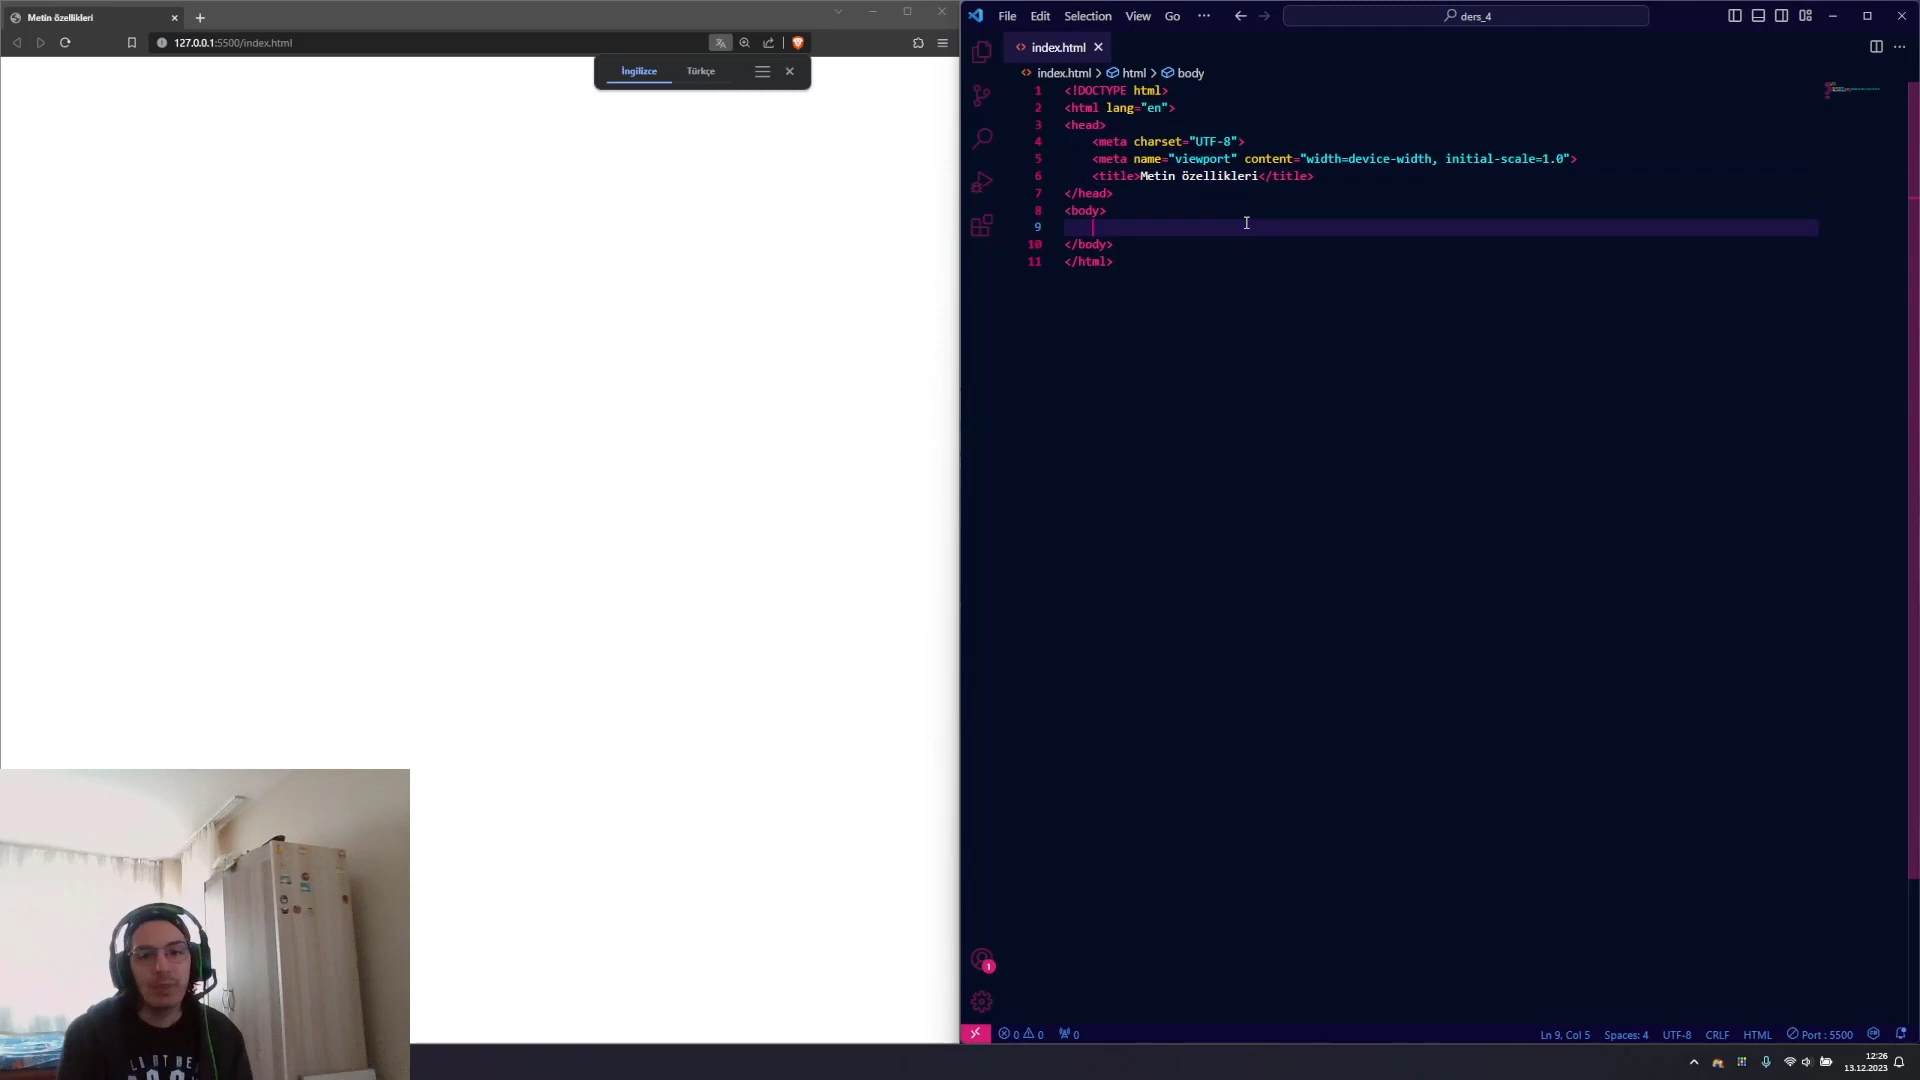 Metin özellikleri
127.0.0.1:5500/index.html
İngilizce
Türkçe
File Edit Selection View Go
ders_4
index.html
index.html > html > body
1 <!DOCTYPE html>
2 <html lang="en">
3 <head>
4 <meta charset="UTF-8">
5 <meta name="viewport" content="width=device-width, initial-scale=1.0">
6 <title>Metin özellikleri</title>
7 </head>
8 <body>
9
10 </body>
11 </html>
1
0 0 0
Ln 9, Col 5 Spaces: 4 UTF-8 CRLF HTML Port : 5500
12:26
13.12.2023